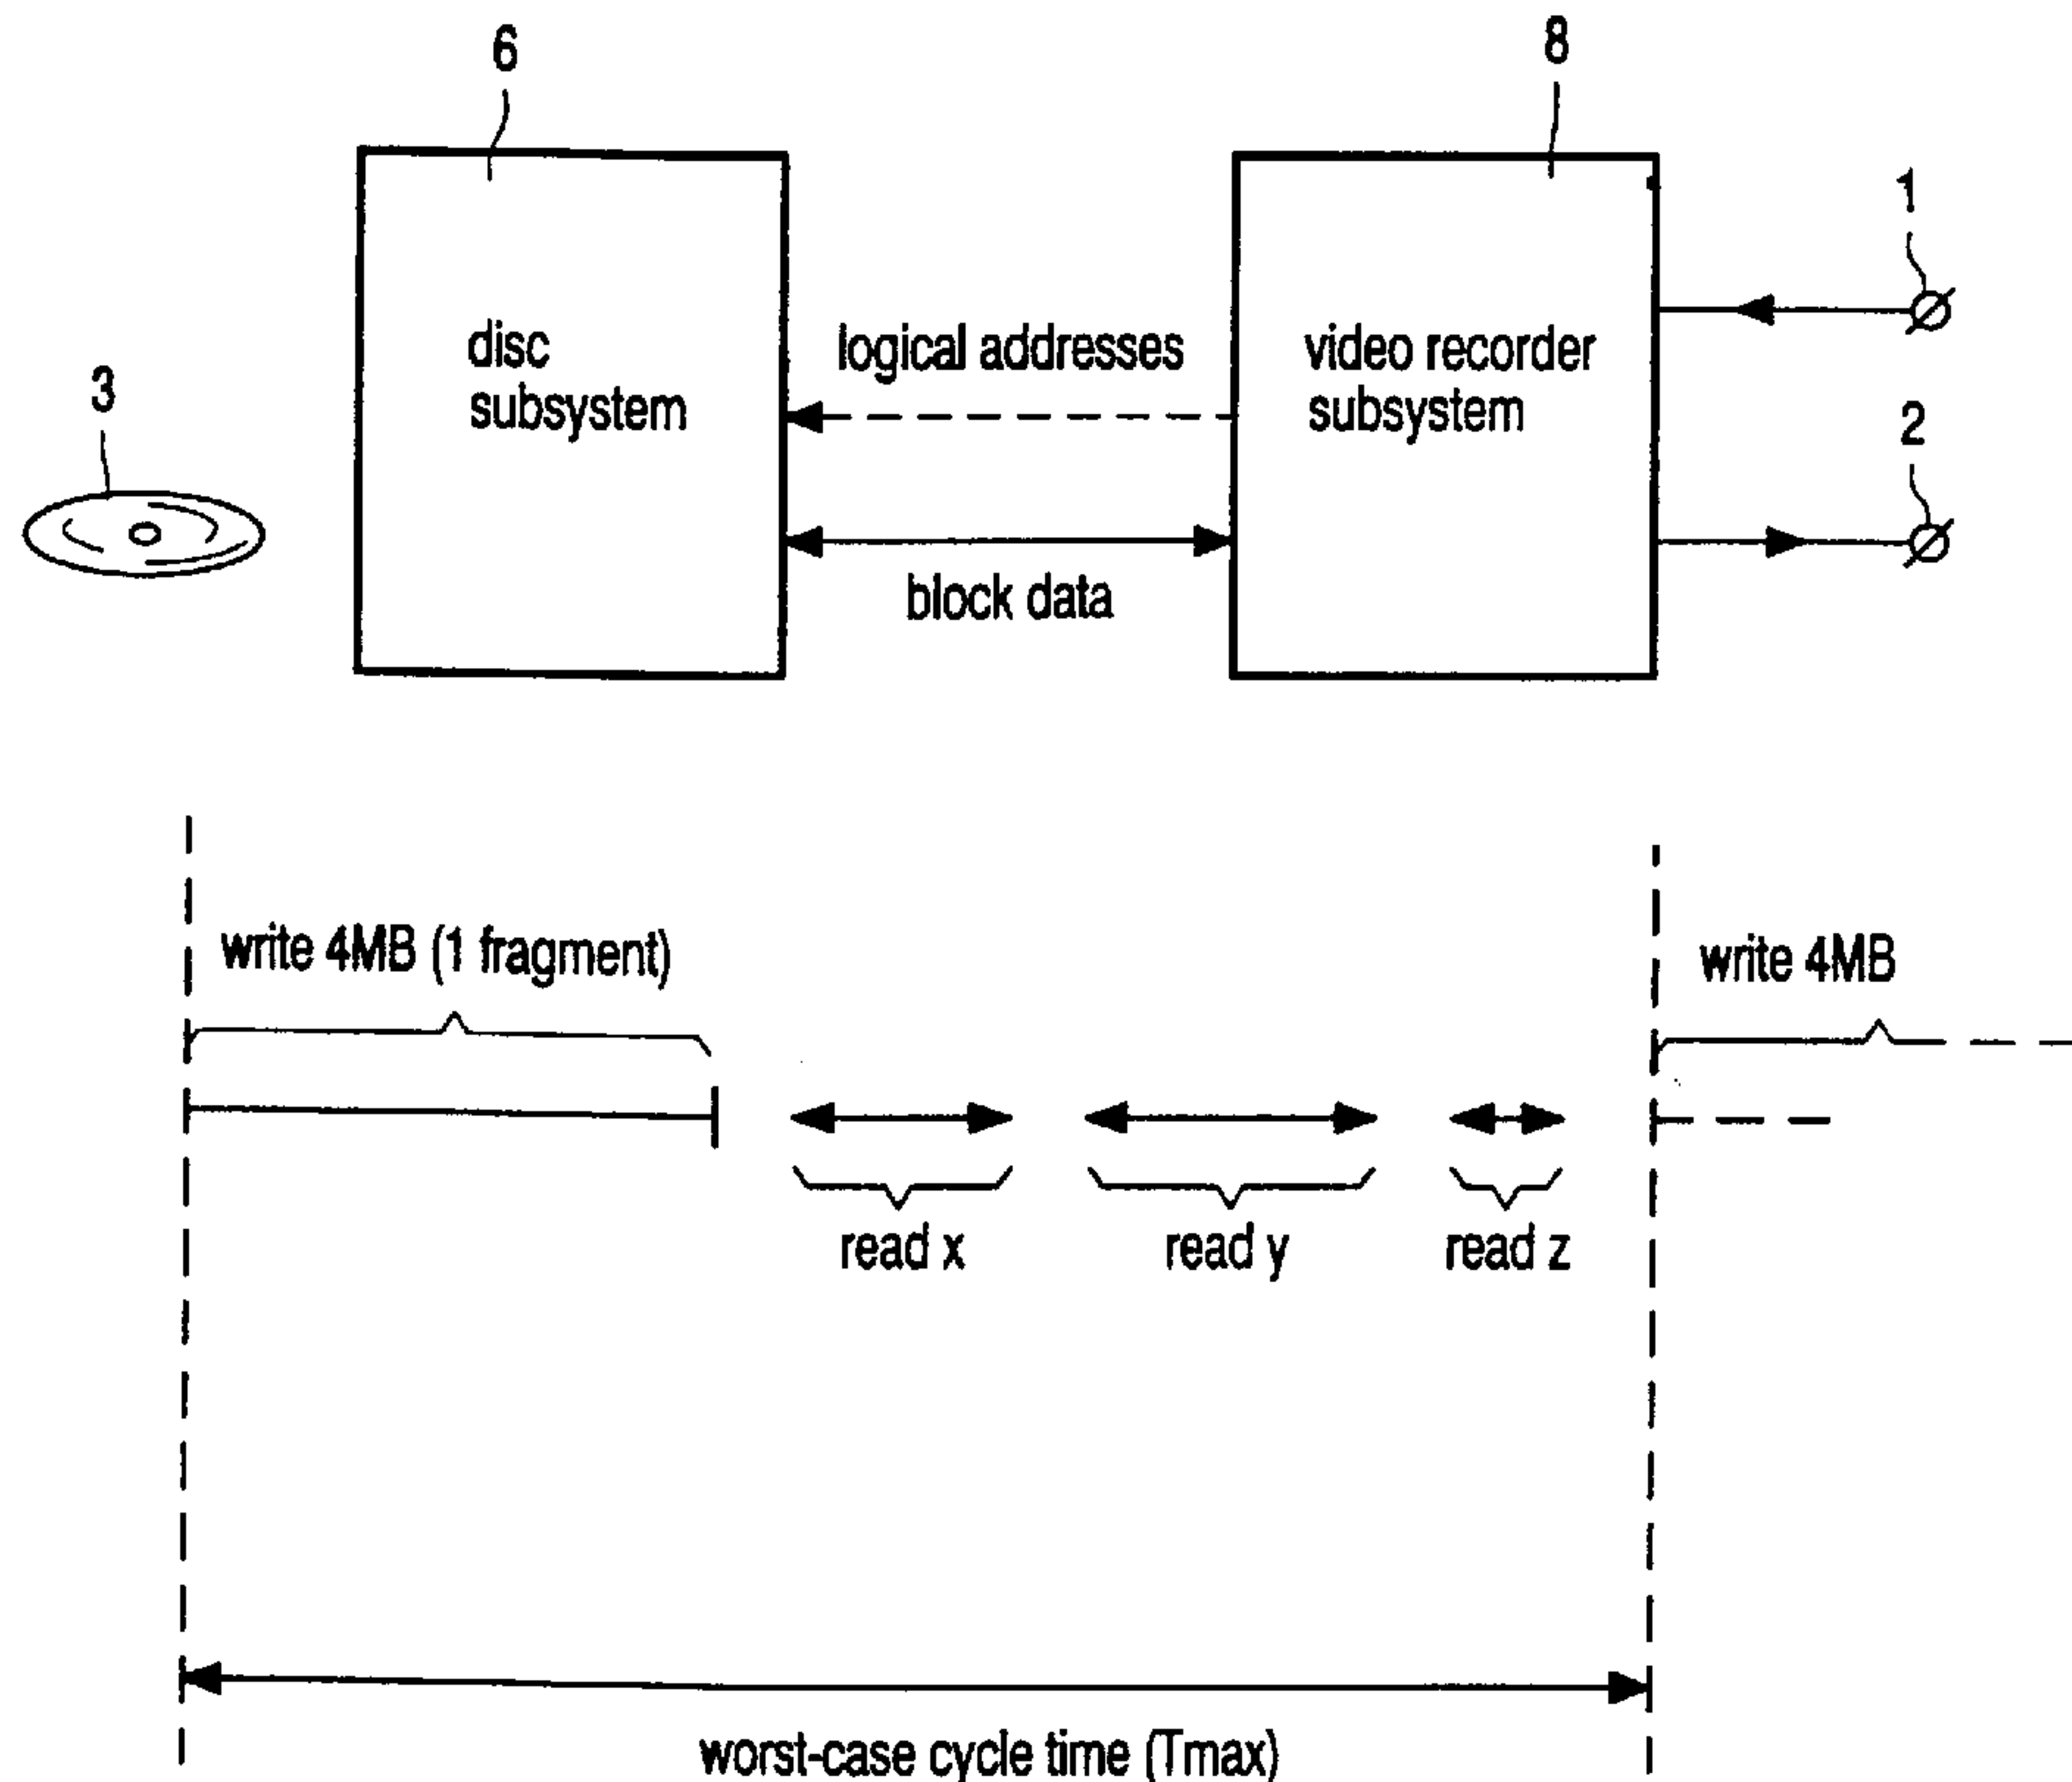 6
8
1
disc
subsystem
logical addresses
video recorder
subsystem
3
2
block data
write 4MB (1 fragment)
write 4MB
read x
read y
read z
worst-case cycle time (Tmax)